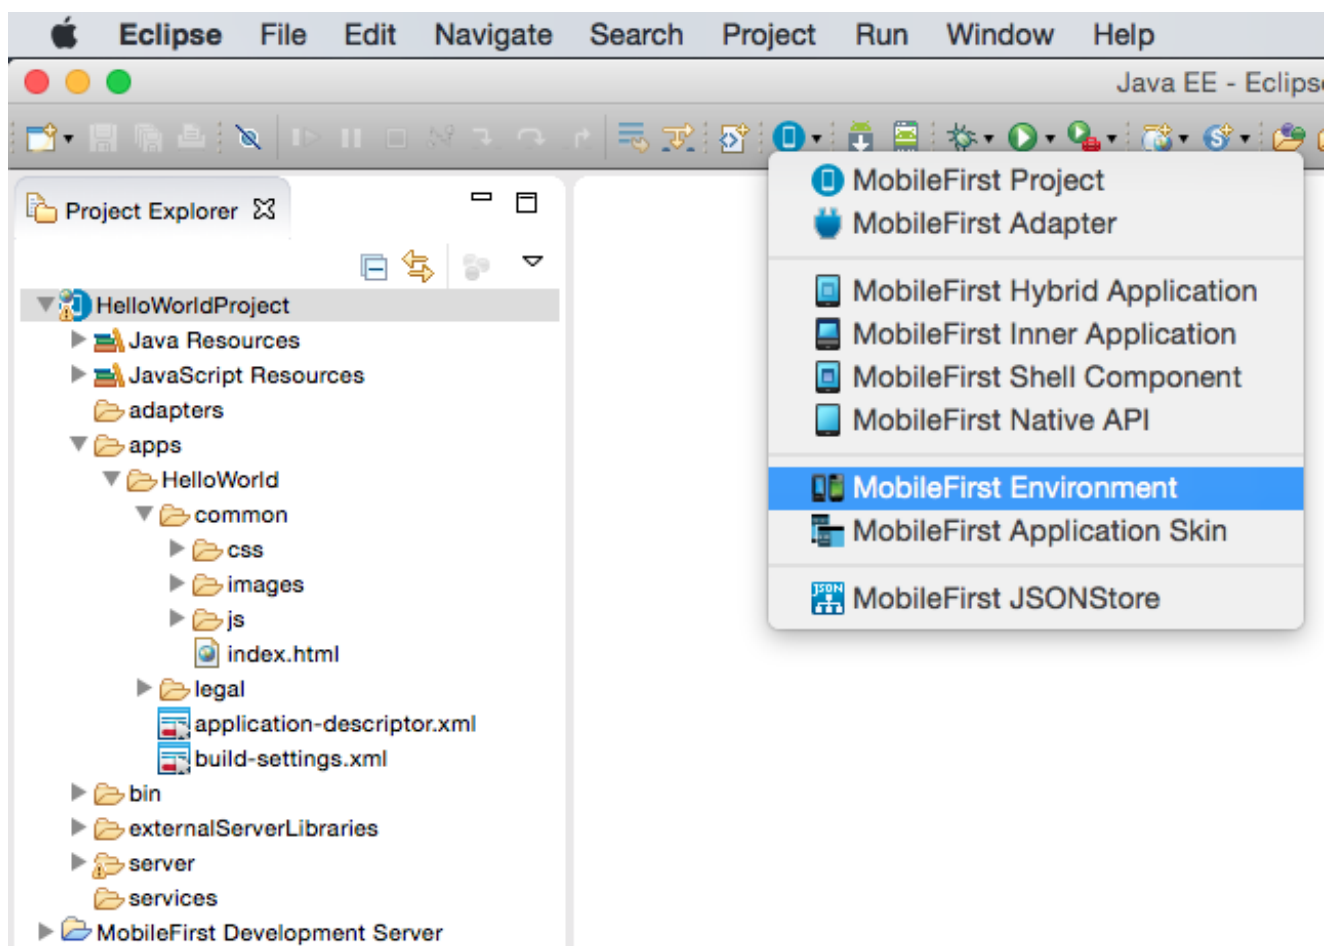 Eclipse File Edit Navigate Search Project Run Window Help
Java EE - Eclipse
Project Explorer
MobileFirst Project
MobileFirst Adapter
MobileFirst Hybrid Application
MobileFirst Inner Application
MobileFirst Shell Component
MobileFirst Native API
MobileFirst Environment
MobileFirst Application Skin
JSON
MobileFirst JSONStore
HelloWorldProject
Java Resources
JavaScript Resources
adapters
apps
HelloWorld
common
css
images
js
index.html
legal
application-descriptor.xml
build-settings.xml
bin
externalServerLibraries
server
services
MobileFirst Development Server